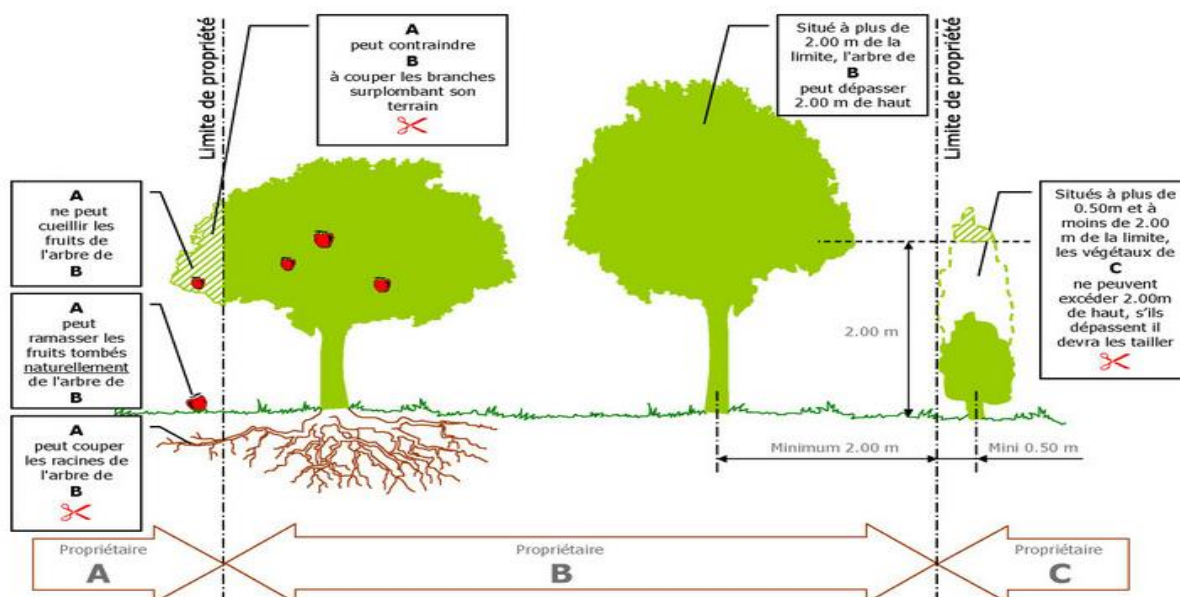 Limite de propriété
A
peut contraindre
B
à couper les branches
surplombant son
terrain
Situé à plus de
2.00 m de la
limite, l'arbre de
B
peut dépasser
2.00 m de haut
Limite de propriété
A
ne peut
cueillir les
fruits de
l'arbre de
B
Situés à plus de
0.50m et à
moins de 2.00
m de la limite,
les végétaux de
C
ne peuvent
excéder 2.00m
de haut, s'ils
dépassent il
devra les tailler
A
peut
ramasser les
fruits tombés
naturellement
de l'arbre de
B
2.00 m
A
peut couper
les racines de
l'arbre de
B
Minimum 2.00 m
Mini 0.50 m
Propriétaire
A
Propriétaire
B
Propriétaire
C